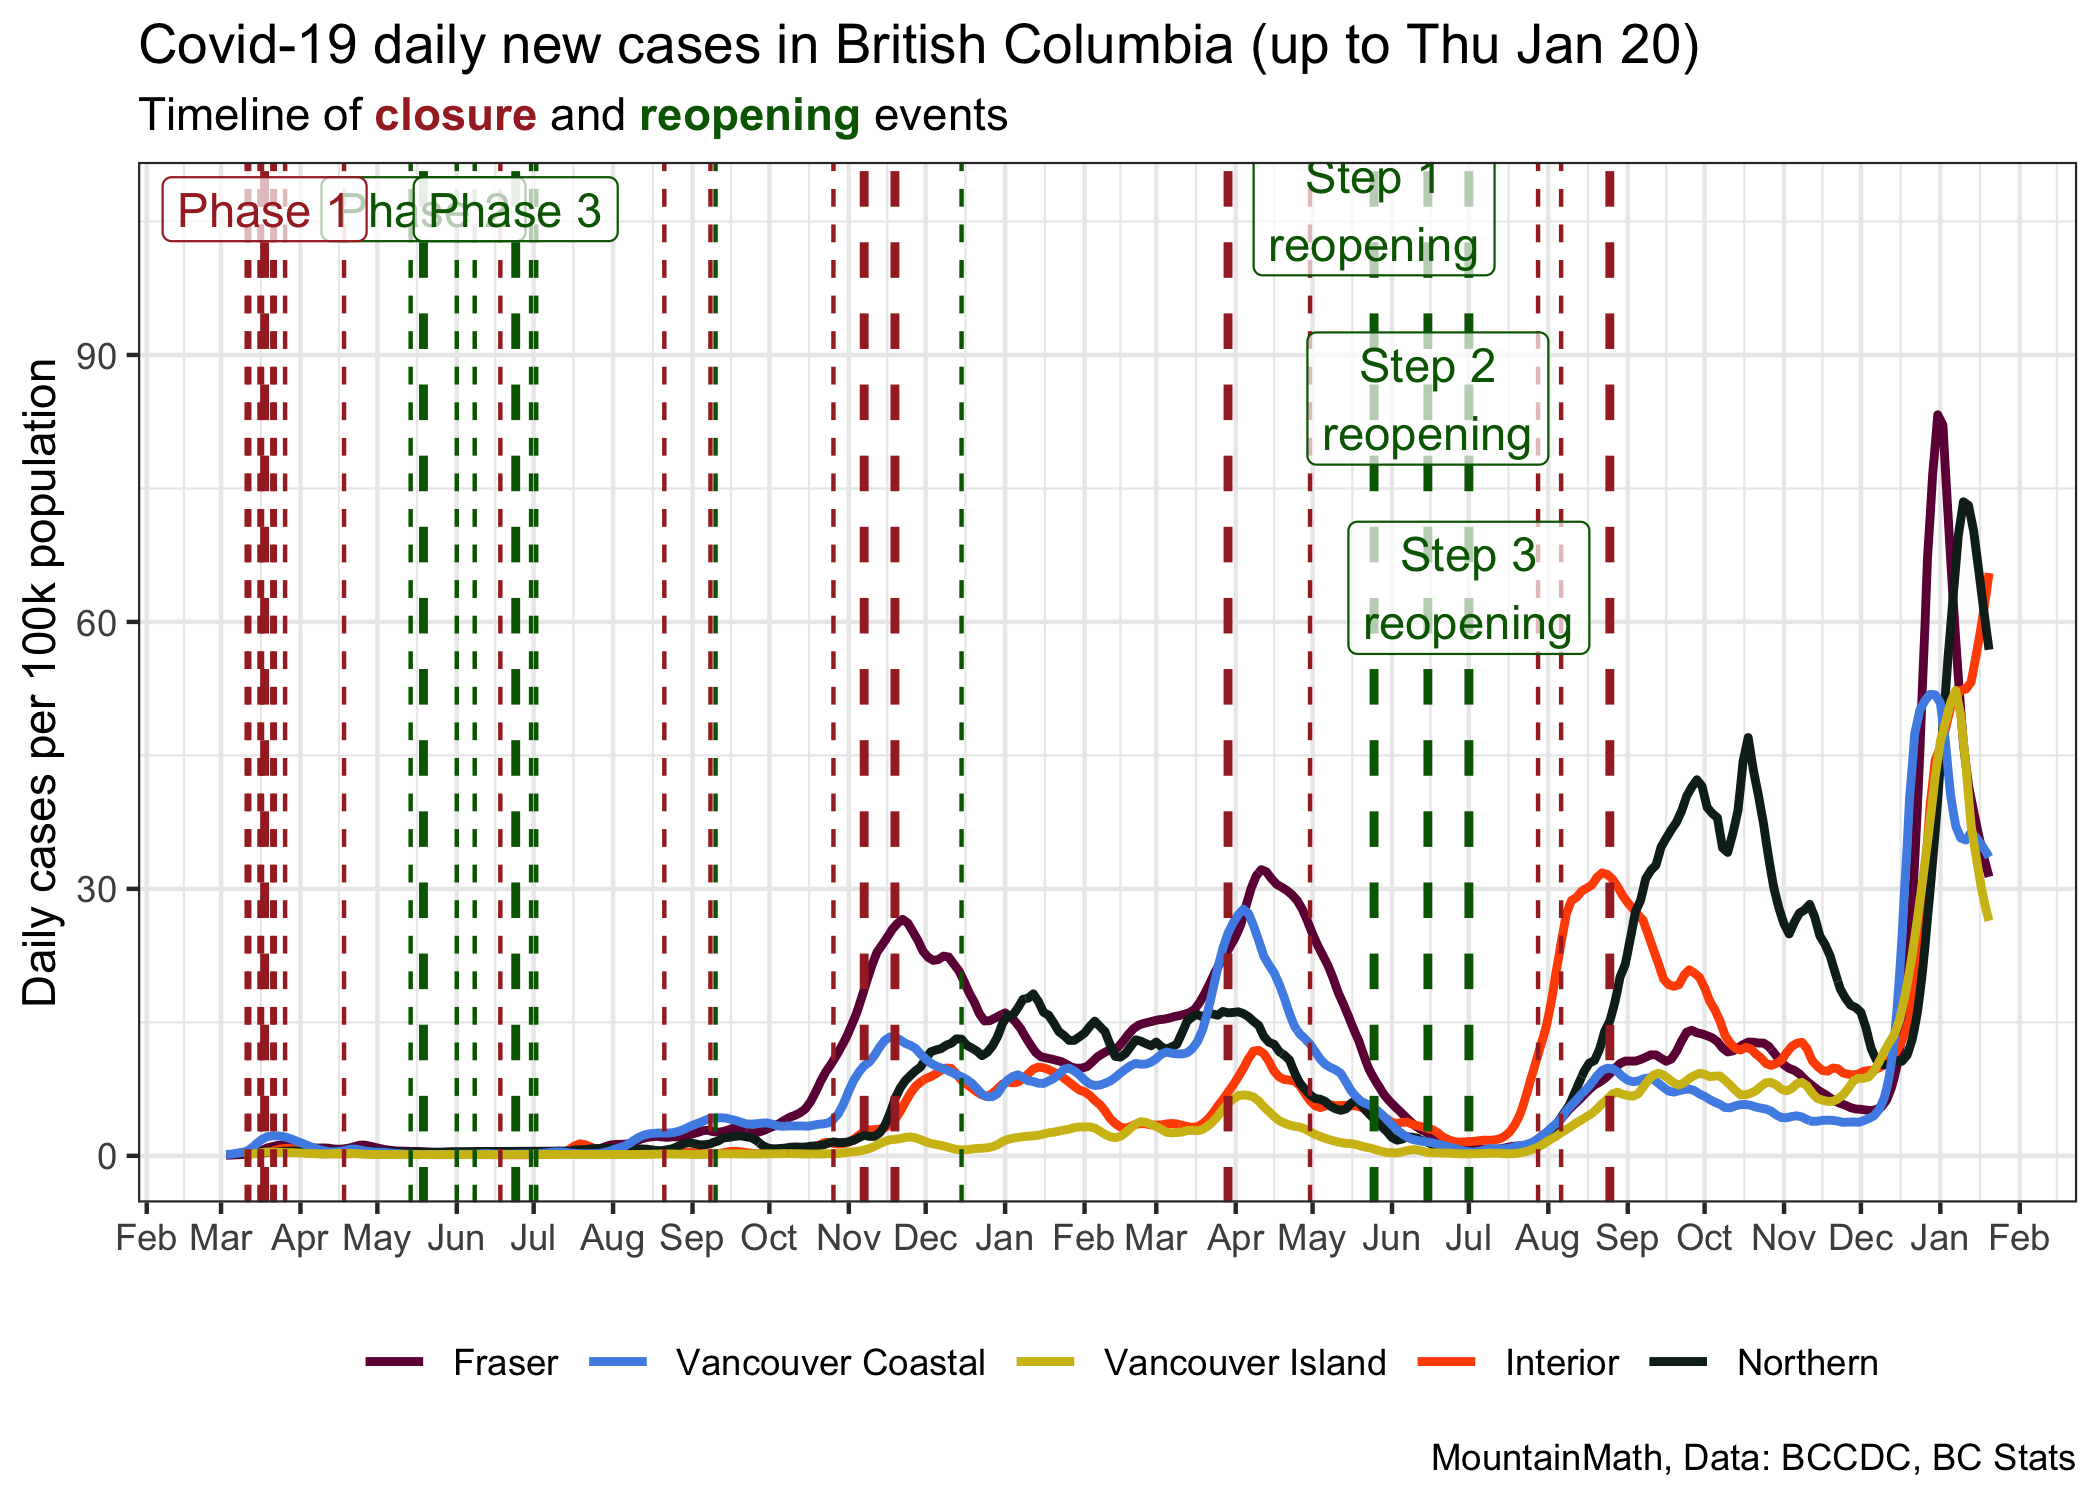 Covid-19 daily new cases in British Columbia (up to Thu Jan 20)
Timeline of closure and reopening events
Phase 1 Phase 2 Phase 3
Step 1
reopening
Step 2
reopening
Step 3
reopening
Daily cases per 100k population
90
60
30
0
Feb Mar Apr May Jun Jul Aug Sep Oct Nov Dec Jan Feb Mar Apr May Jun Jul Aug Sep Oct Nov Dec Jan Feb
Fraser Vancouver Coastal Vancouver Island Interior Northern
MountainMath, Data: BCCDC, BC Stats